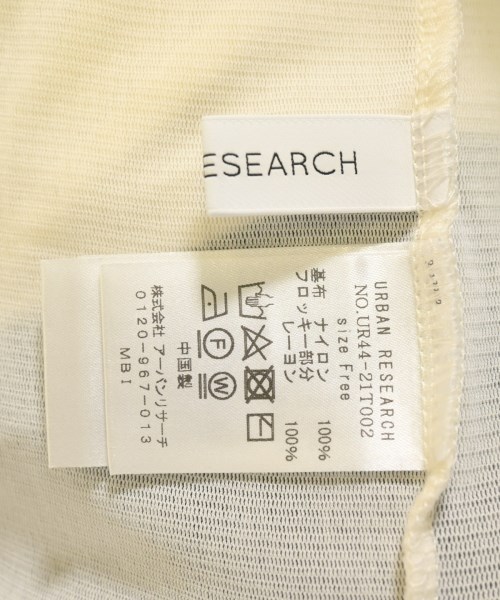 ESEARCH
URBAN RESEARCH
NO.UR44-21T002
size Free
基布 ナイロン 100%
フロッキー部分
レーヨン 100%
F W
中国製
株式会社 アーバンリサーチ
0120-967-013
MBI